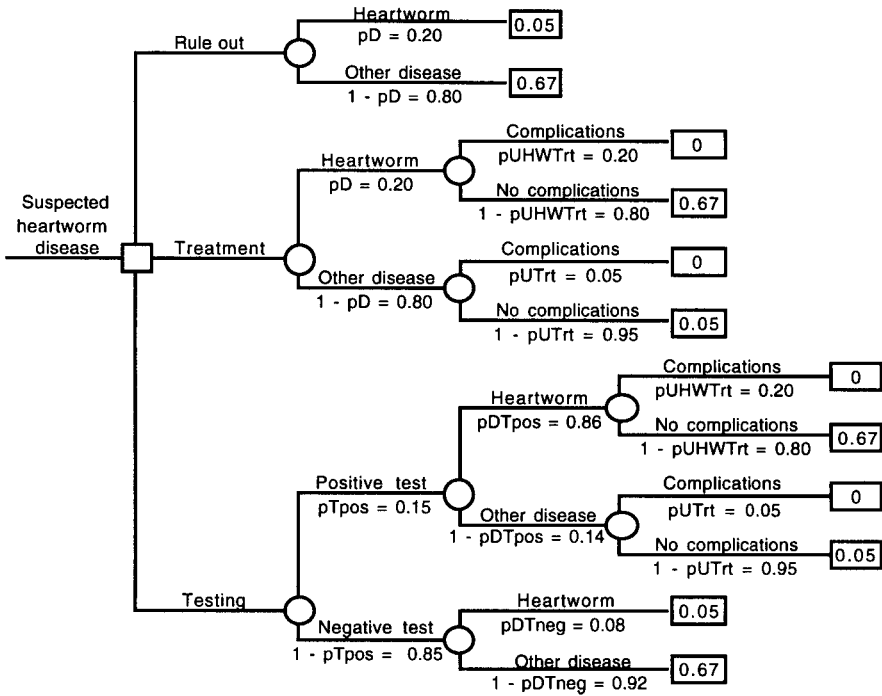 Rule out
Heartworm
pD = 0.20
0.05
Other disease
1 - pD = 0.80
0.67
Suspected
heartworm
disease
Treatment
Heartworm
pD = 0.20
Complications
pUHWTrt = 0.20
0
No complications
1 - pUHWTrt = 0.80
0.67
Other disease
1 - pD = 0.80
Complications
pUTrt = 0.05
0
No complications
1 - pUTrt = 0.95
0.05
Testing
Positive test
pTpos = 0.15
Heartworm
pDTpos = 0.86
Complications
pUHWTrt = 0.20
0
No complications
1 - pUHWTrt = 0.80
0.67
Other disease
1 - pDTpos = 0.14
Complications
pUTrt = 0.05
0
No complications
1 - pUTrt = 0.95
0.05
Negative test
1 - pTpos = 0.85
Heartworm
pDTneg = 0.08
0.05
Other disease
1 - pDTneg = 0.92
0.67